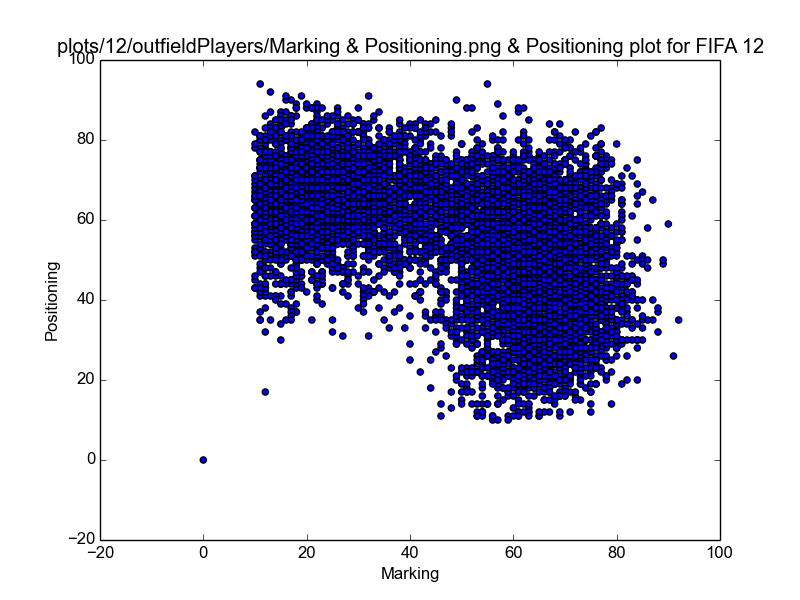 plots/12/outfieldPlayers/Marking & Positioning.png & Positioning plot for FIFA 12
100
80
60
40
20
0
−20
Positioning
−20 0 20 40 60 80 100
Marking